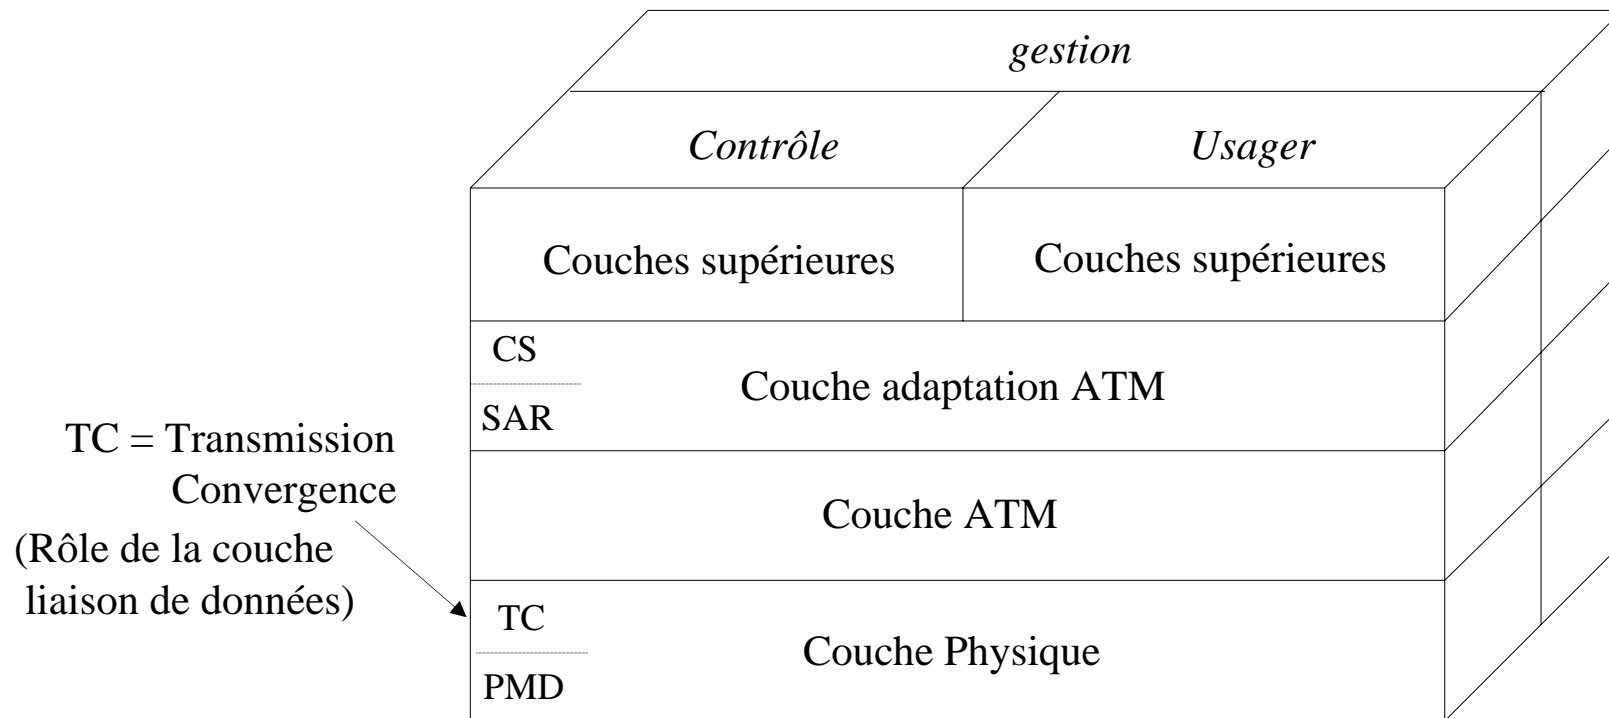 gestion
Contrôle
Usager
Couches supérieures
Couches supérieures
CS
SAR
Couche adaptation ATM
Couche ATM
TC = Transmission
Convergence
(Rôle de la couche
liaison de données)
TC
PMD
Couche Physique